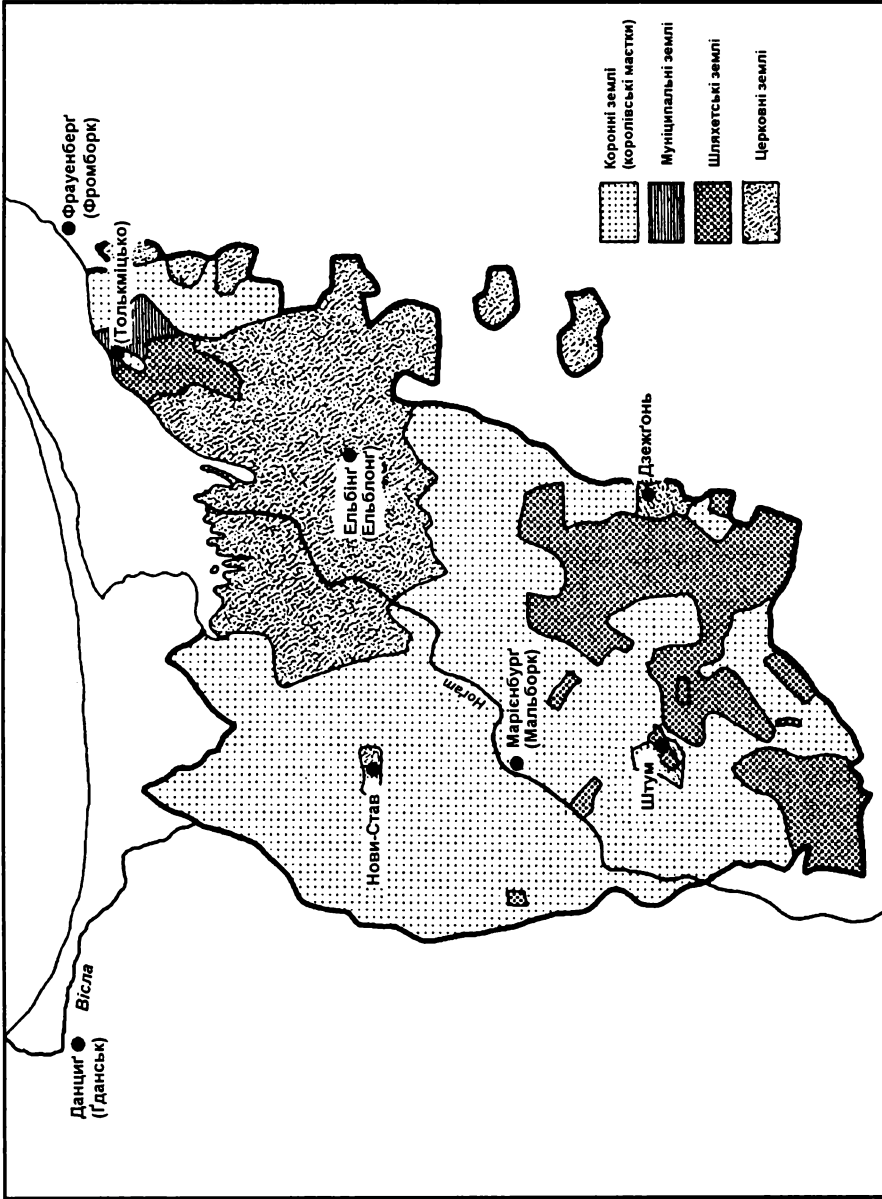 Данциґ
(Ґданськ)
Вісла
Фрауенберґ
(Фромборк)
(Толькміцько)
Ельбінґ
(Ельблонґ)
Нови-Став
Ноґат
Марієнбурґ
(Мальборк)
Штум
Дзежґонь
Коронні землі
(королівські маєтки)
Муніципальні землі
Шляхетські землі
Церковні землі